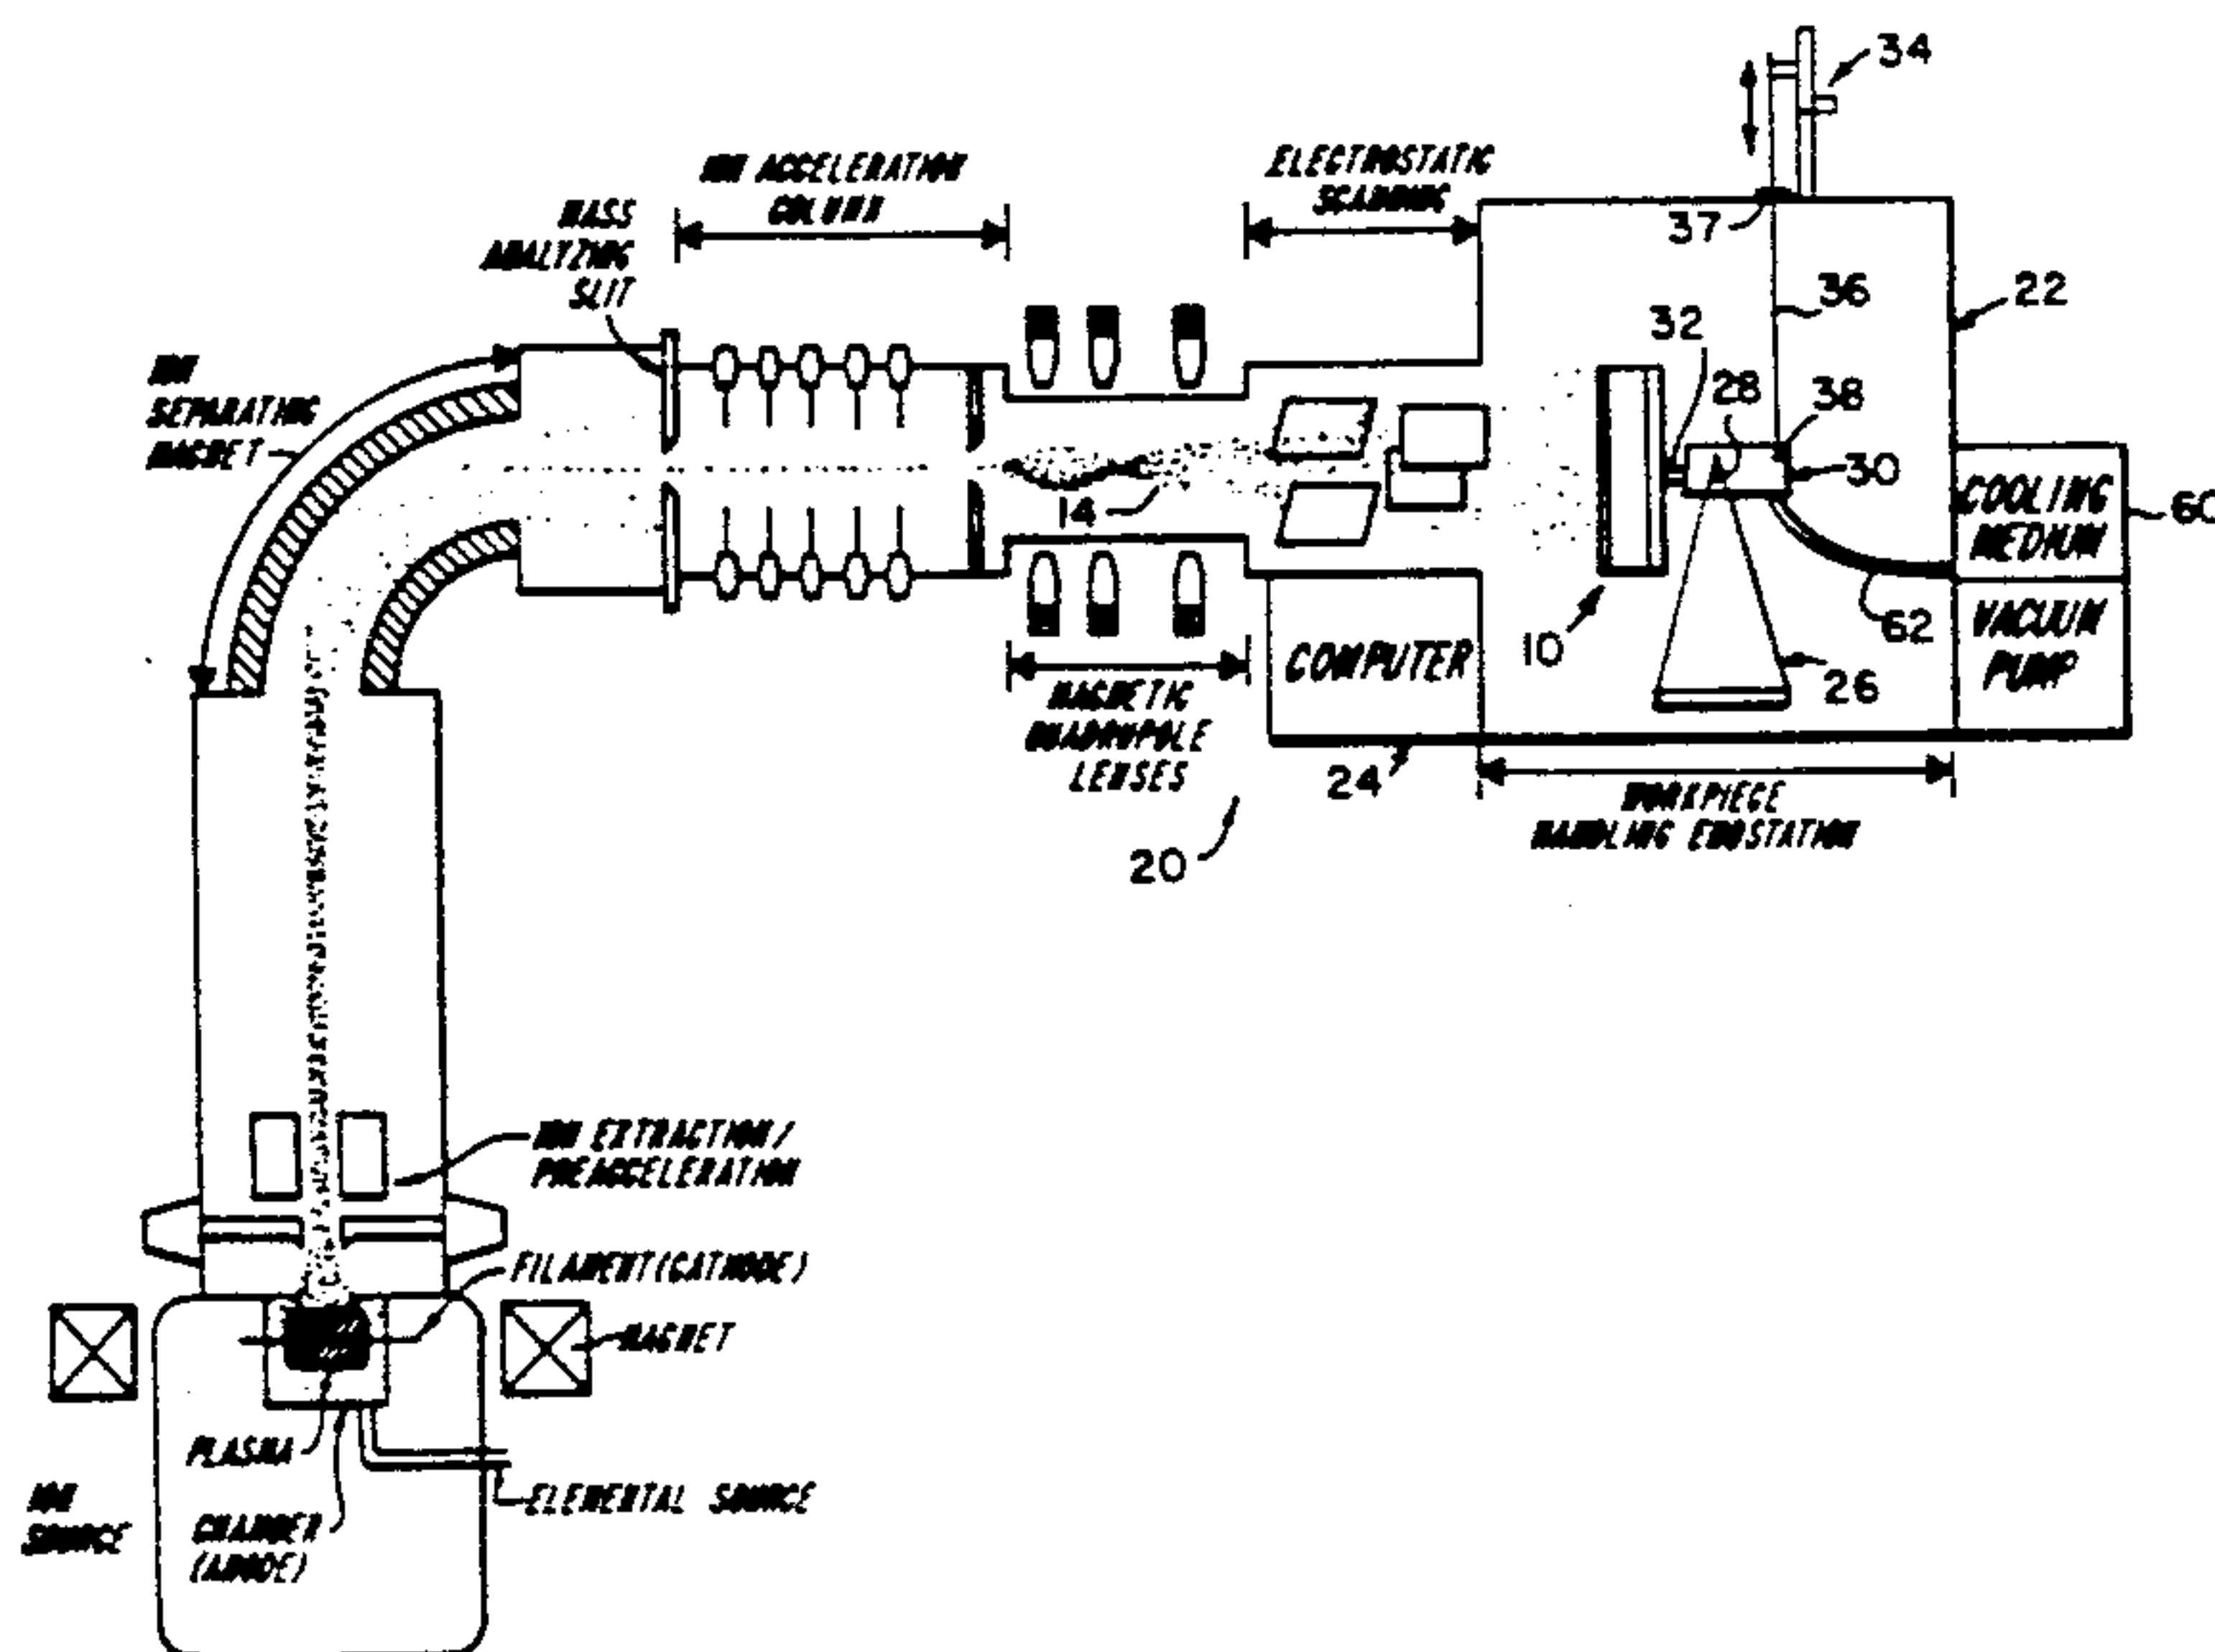 34
ION ACCELERATION
COLUMN
ELECTROSTATIC
SCANNING
MASS
ANALYZING
SLIT
37
36
22
32
28
38
ION
SEPARATING
MAGNET
30
COOLING
MEDIUM
60
14
10
62
COMPUTER
VACUUM
PUMP
26
MAGNETIC
QUADRUPOLE
LENSES
24
WORKPIECE
HANDLING ENDSTATION
20
ION EXTRACTION/
PREACCELERATION
FILAMENT(CATHODE)
MAGNET
PLASMA
ELEMENTAL SOURCE
ION
SOURCE
CHAMBER
(ANODE)